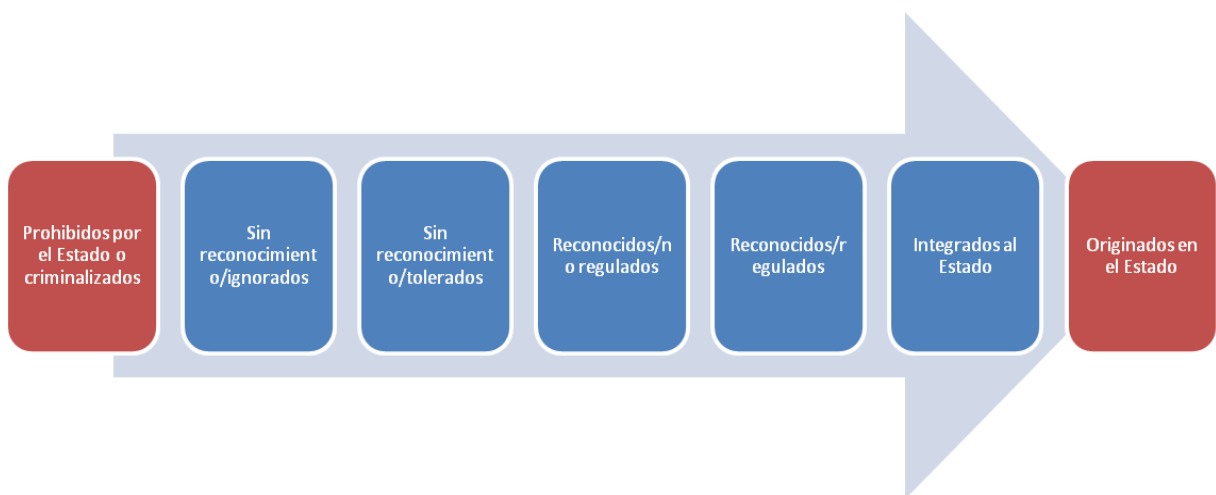 Prohibidos por
el Estado o
criminalizados
Sin
reconocimient
o/ignorados
Sin
reconocimient
o/tolerados
Reconocidos/n
o regulados
Reconocidos/r
egulados
Integrados al
Estado
Originados en
el Estado